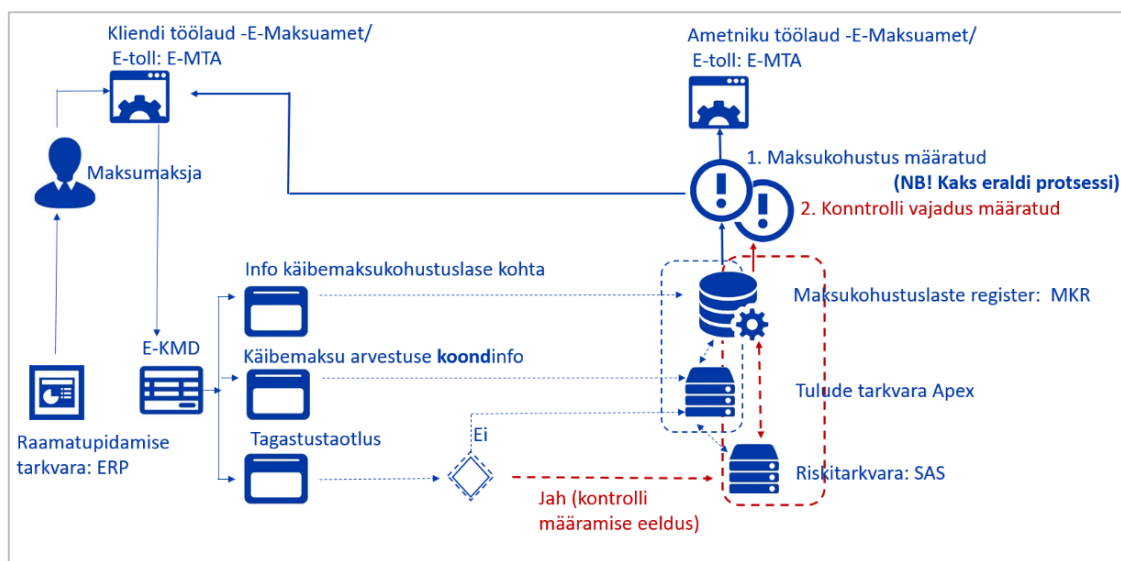 Kliendi töölaud -E-Maksuamet/
E-toll: E-MTA
Ametniku töölaud -E-Maksuamet/
E-toll: E-MTA
Maksumaksja
1. Maksukohustus määratud
(NB! Kaks eraldi protsessi)
2. Konntrolli vajadus määratud
Info käibemaksukohustuslase kohta
Maksukohustuslaste register: MKR
E-KMD
Käibemaksu arvestuse koondinfo
Tulude tarkvara Apex
Raamatupidamise
tarkvara: ERP
Tagastustaotlus
Ei
Riskitarkvara: SAS
Jah (kontrolli
määramise eeldus)